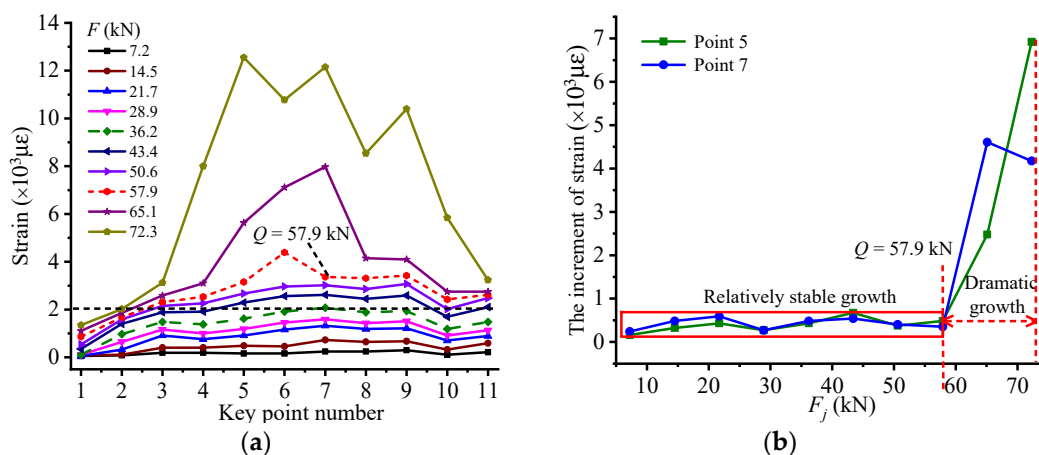 F (kN)
7.2
14.5
21.7
28.9
36.2
43.4
50.6
57.9
65.1
72.3
Q = 57.9 kN
Strain (×10³με)
14
12
10
8
6
4
2
0
1 2 3 4 5 6 7 8 9 10 11
Key point number
(a)
Point 5
Point 7
Q = 57.9 kN
Relatively stable growth
Dramatic
growth
The increment of strain (×10³με)
7
6
5
4
3
2
1
0
10 20 30 40 50 60 70
Fⱼ (kN)
(b)